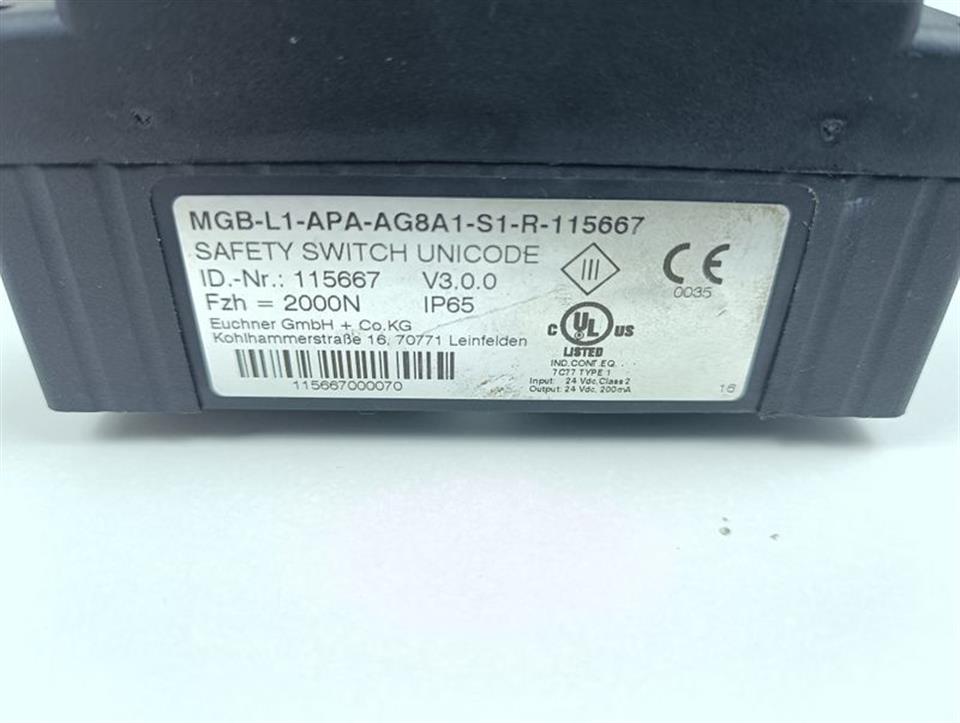 MGB-L1-APA-AG8A1-S1-R-115667
SAFETY SWITCH UNICODE
ID.-Nr.: 115667 V3.0.0
Fzh = 2000N IP65
Euchner GmbH + Co.KG
Kohlhammerstraße 16, 70771 Leinfelden
115667000070
III
CE
0035
C UL US
LISTED
IND. CONT. EQ.
7C77 TYPE 1
Input: 24 Vdc, Class 2
Output: 24 Vdc, 200mA
16